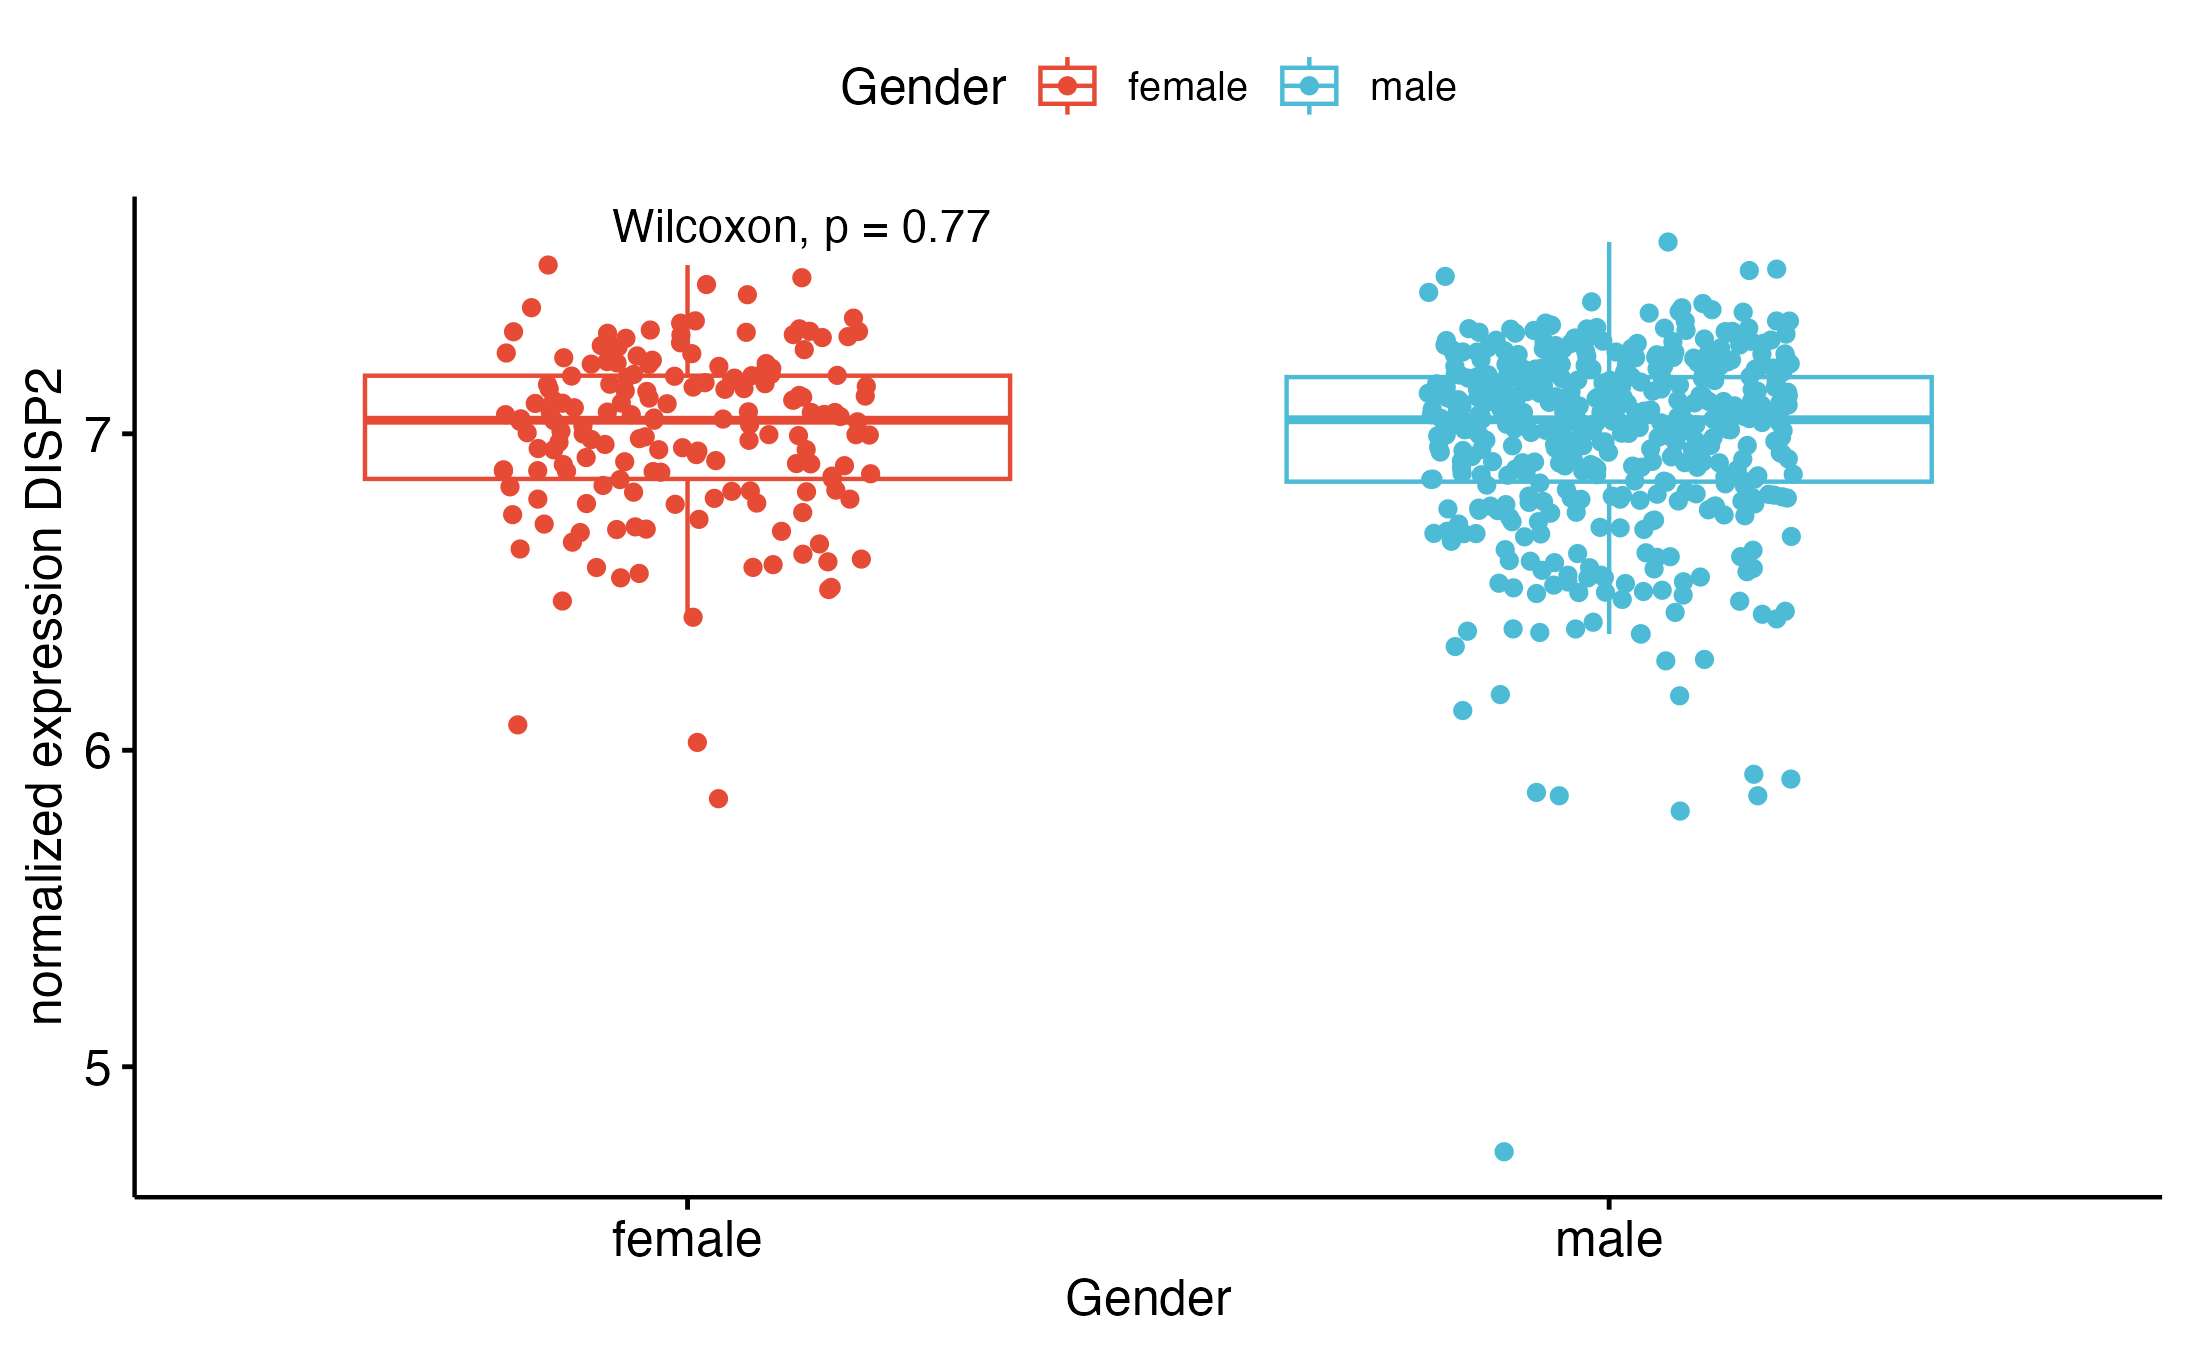 Gender female male
Wilcoxon, p = 0.77
normalized expression DISP2
7
6
5
female male
Gender